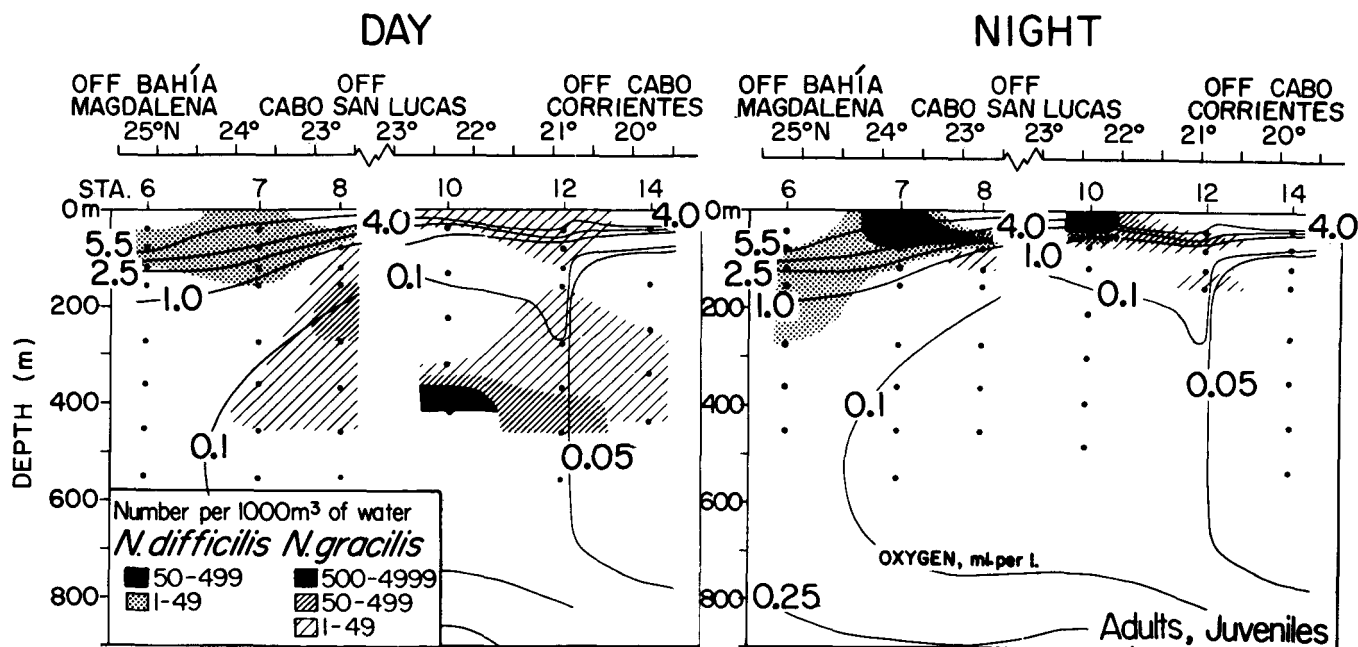 DAY
NIGHT
OFF BAHÍA MAGDALENA
OFF CABO SAN LUCAS
OFF CABO CORRIENTES
25°N 24° 23° 23° 22° 21° 20°
STA. 6 7 8 10 12 14
0m
200
400
600
800
DEPTH (m)
5.5
2.5
1.0
4.0
4.0
0.1
0.1
0.05
Number per 1000m³ of water
N. difficilis N. gracilis
50-499 500-4999
1-49 50-499
1-49
OFF BAHÍA MAGDALENA
OFF CABO SAN LUCAS
OFF CABO CORRIENTES
25°N 24° 23° 22° 21° 20°
6 7 8 10 12 14
0m
200
400
600
800
5.5
2.5
1.0
4.0
1.0
4.0
0.1
0.1
0.05
OXYGEN, ml. per l.
0.25
Adults, Juveniles